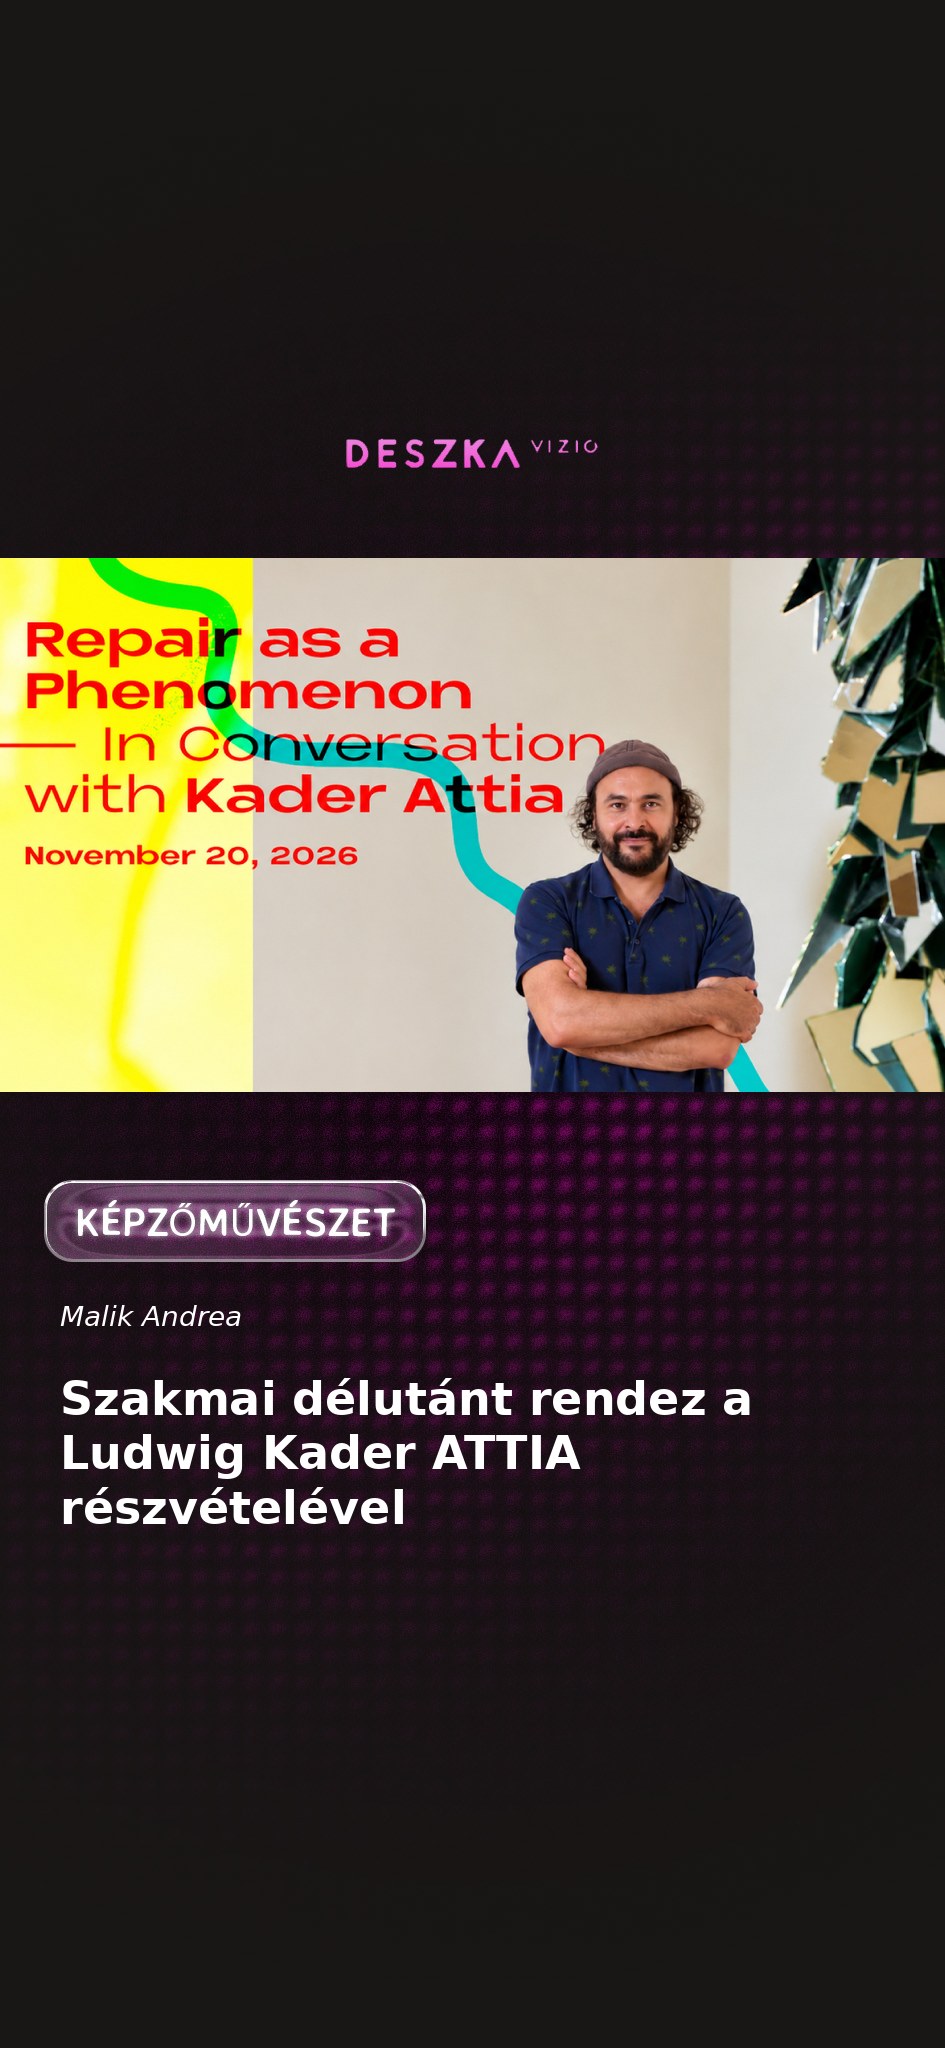 DESZKA VIZIO
Repair as a
Phenomenon
— In Conversation
with Kader Attia
November 20, 2026
KÉPZŐMŰVÉSZET
Malik Andrea
Szakmai délutánt rendez a
Ludwig Kader ATTIA
részvételével